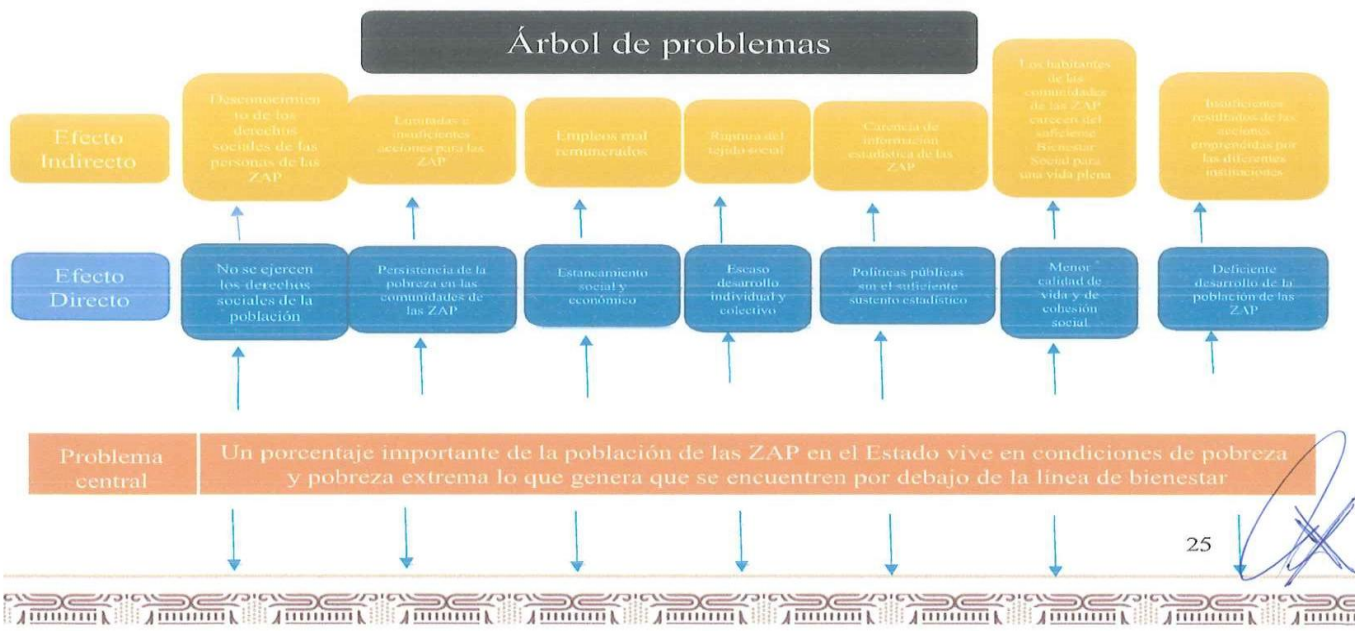 Árbol de problemas
Efecto
Indirecto
Desconocimien
to de los
derechos
sociales de las
personas de las
ZAP
Limitadas e
insuficientes
acciones para las
ZAP
Empleos mal
remunerados
Ruptura del
tejido social
Carencia de
información
estadística de las
ZAP
Los habitantes
de las
comunidades
de las ZAP
carecen del
suficiente
Bienestar
Social para
una vida plena
Insuficientes
resultados de las
acciones
emprendidas por
las diferentes
instituciones
Efecto
Directo
No se ejercen
los derechos
sociales de la
población
Persistencia de la
pobreza en las
comunidades de
las ZAP
Estancamiento
social y
económico
Escaso
desarrollo
individual y
colectivo
Políticas públicas
sin el suficiente
sustento estadístico
Menor
calidad de
vida y de
cohesión
social
Deficiente
desarrollo de la
población de las
ZAP
Problema
central
Un porcentaje importante de la población de las ZAP en el Estado vive en condiciones de pobreza
y pobreza extrema lo que genera que se encuentren por debajo de la línea de bienestar
25